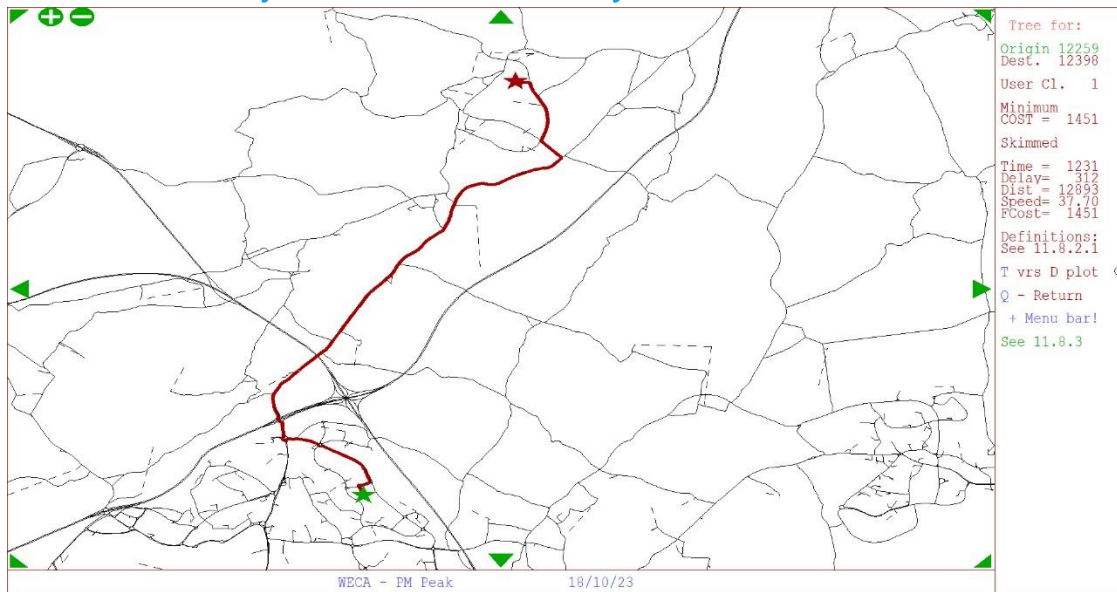 Tree for:
Origin 12259
Dest. 12398
User Cl. 1
Minimum
COST = 1451
Skimmed
Time = 1231
Delay= 312
Dist = 12893
Speed= 37.70
FCost= 1451
Definitions:
See 11.8.2.1
T vrs D plot
Q - Return
+ Menu bar!
See 11.8.3
WECA - PM Peak 18/10/23